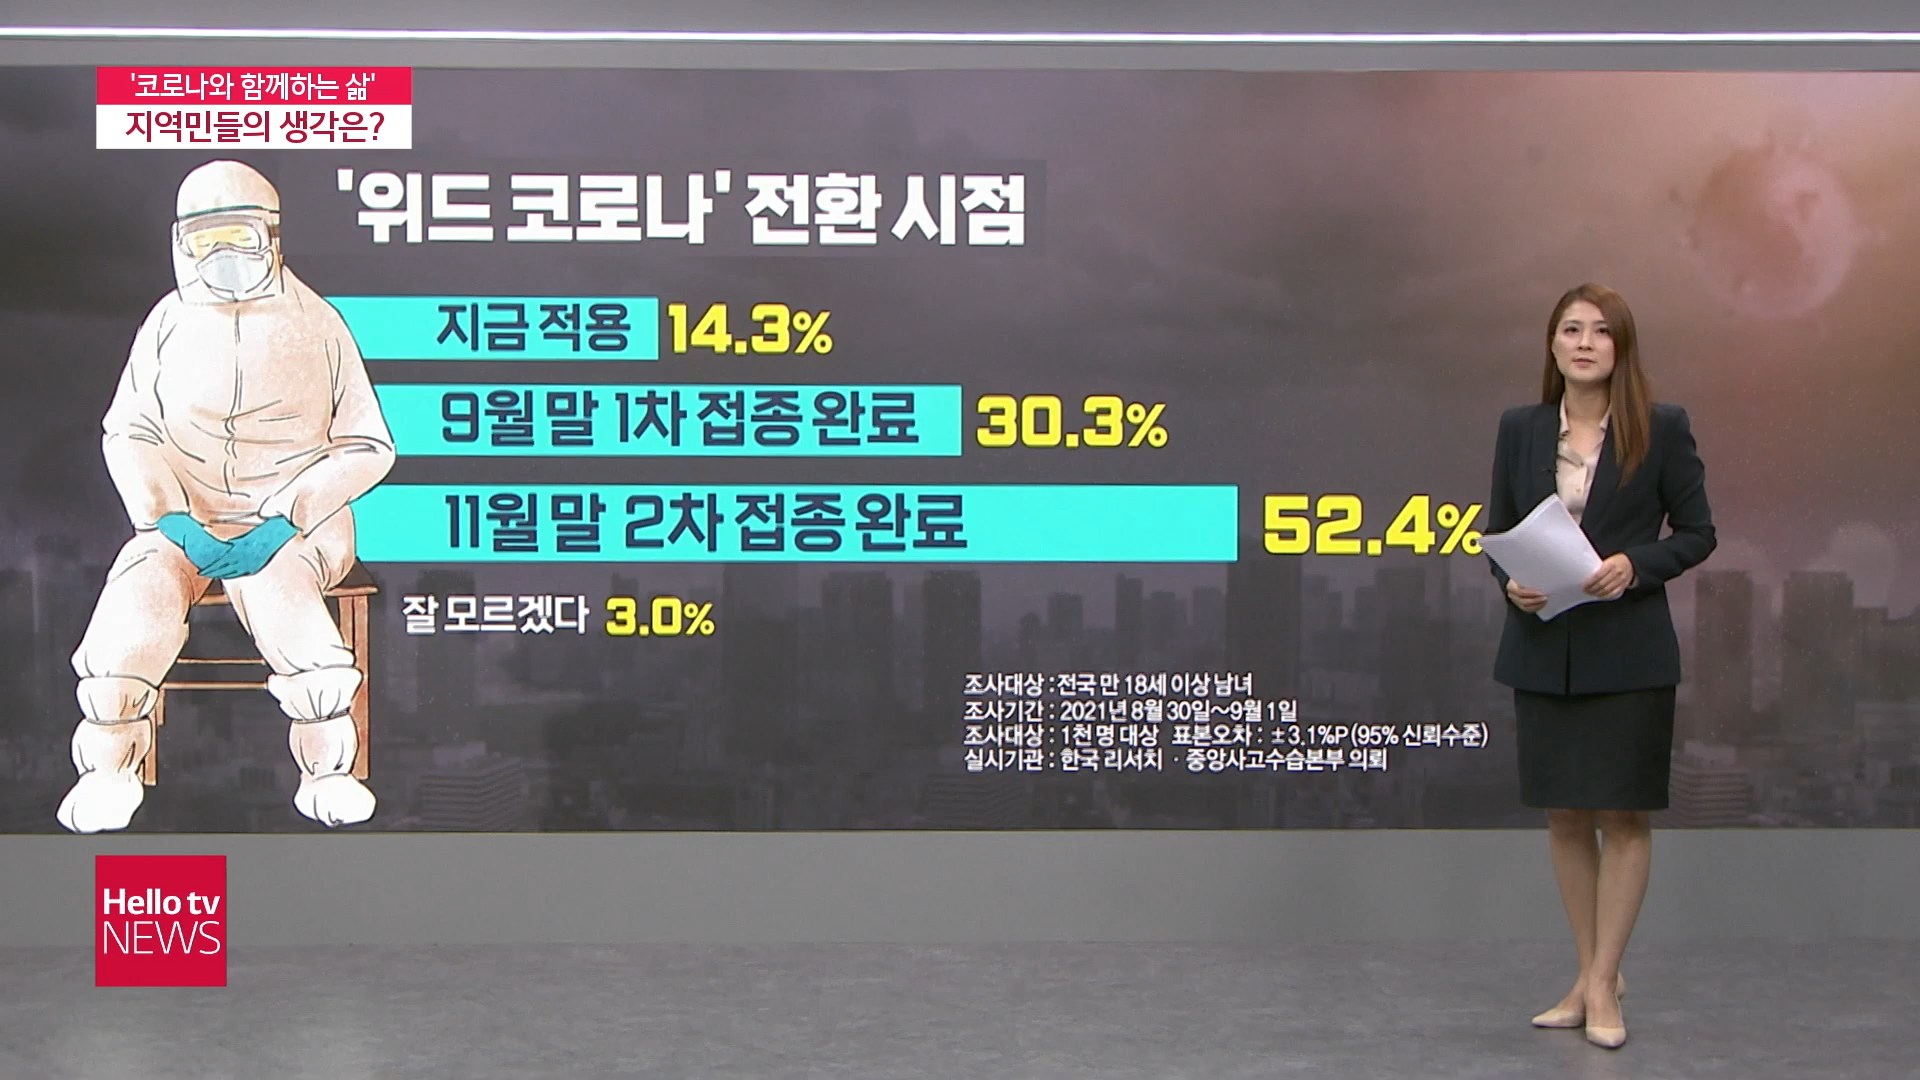 '코로나와 함께하는 삶'
지역민들의 생각은?
'위드 코로나' 전환 시점
지금 적용 14.3%
9월 말 1차 접종 완료 30.3%
11월 말 2차 접종 완료 52.4%
잘 모르겠다 3.0%
조사대상 : 전국 만 18세 이상 남녀
조사기간 : 2021년 8월 30일~9월 1일
조사대상 : 1천 명 대상 표본오차 : ±3.1%P (95% 신뢰수준)
실시기관 : 한국 리서치 · 중앙사고수습본부 의뢰
Hello tv
NEWS